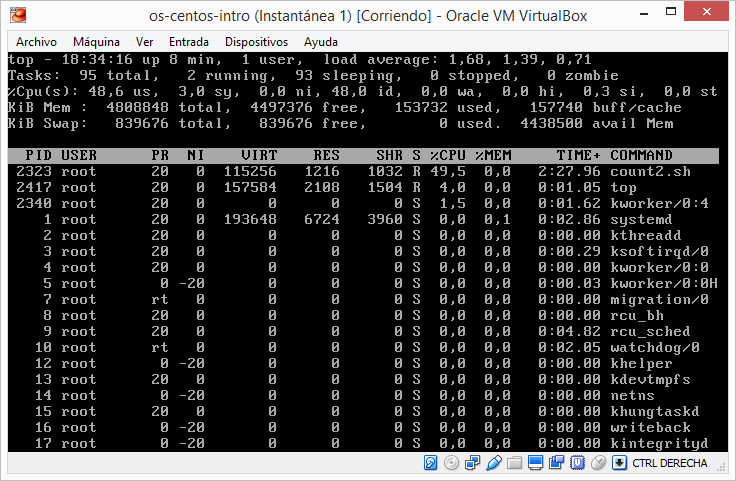 os-centos-intro (Instantánea 1) [Corriendo] - Oracle VM VirtualBox
Archivo Máquina Ver Entrada Dispositivos Ayuda
top - 18:34:16 up 8 min,  1 user,  load average: 1,68, 1,39, 0,71
Tasks:  95 total,   2 running,  93 sleeping,   0 stopped,   0 zombie
%Cpu(s): 48,6 us,  3,0 sy,  0,0 ni, 48,0 id,  0,0 wa,  0,0 hi,  0,3 si,  0,0 st
KiB Mem :  4808848 total,  4497376 free,   153732 used,   157740 buff/cache
KiB Swap:   839676 total,   839676 free,        0 used.  4438500 avail Mem
PID USER PR NI VIRT RES SHR S %CPU %MEM TIME+ COMMAND
2323 root 20 0 115256 1216 1032 R 49,5 0,0 2:27.96 count2.sh
2417 root 20 0 157584 2108 1504 R 4,0 0,0 0:01.05 top
2340 root 20 0 0 0 0 S 1,5 0,0 0:01.62 kworker/0:4
1 root 20 0 193648 6724 3960 S 0,0 0,1 0:02.86 systemd
2 root 20 0 0 0 0 S 0,0 0,0 0:00.00 kthreadd
3 root 20 0 0 0 0 S 0,0 0,0 0:00.29 ksoftirqd/0
4 root 20 0 0 0 0 S 0,0 0,0 0:00.00 kworker/0:0
5 root 0 -20 0 0 0 S 0,0 0,0 0:00.03 kworker/0:0H
7 root rt 0 0 0 0 S 0,0 0,0 0:00.00 migration/0
8 root 20 0 0 0 0 S 0,0 0,0 0:00.00 rcu_bh
9 root 20 0 0 0 0 S 0,0 0,0 0:04.82 rcu_sched
10 root rt 0 0 0 0 S 0,0 0,0 0:02.05 watchdog/0
12 root 0 -20 0 0 0 S 0,0 0,0 0:00.00 khelper
13 root 20 0 0 0 0 S 0,0 0,0 0:00.00 kdevtmpfs
14 root 0 -20 0 0 0 S 0,0 0,0 0:00.00 netns
15 root 20 0 0 0 0 S 0,0 0,0 0:00.00 khungtaskd
16 root 0 -20 0 0 0 S 0,0 0,0 0:00.00 writeback
17 root 0 -20 0 0 0 S 0,0 0,0 0:00.00 kintegrityd
CTRL DERECHA